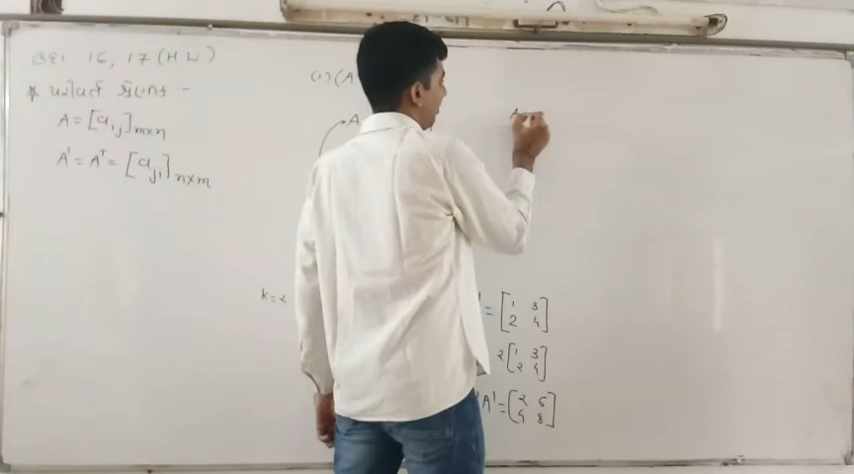 ઉદા. 16, 17 (H W)
* પરિવર્ત શ્રેણિક :-
A = [a_ij]_m×n
A' = A^T = [a_ji]_n×m
(1) (A
A
k = 2
' = [1 3
2 4]
2 [1 3
2 4]
2A' = [2 6
4 8]